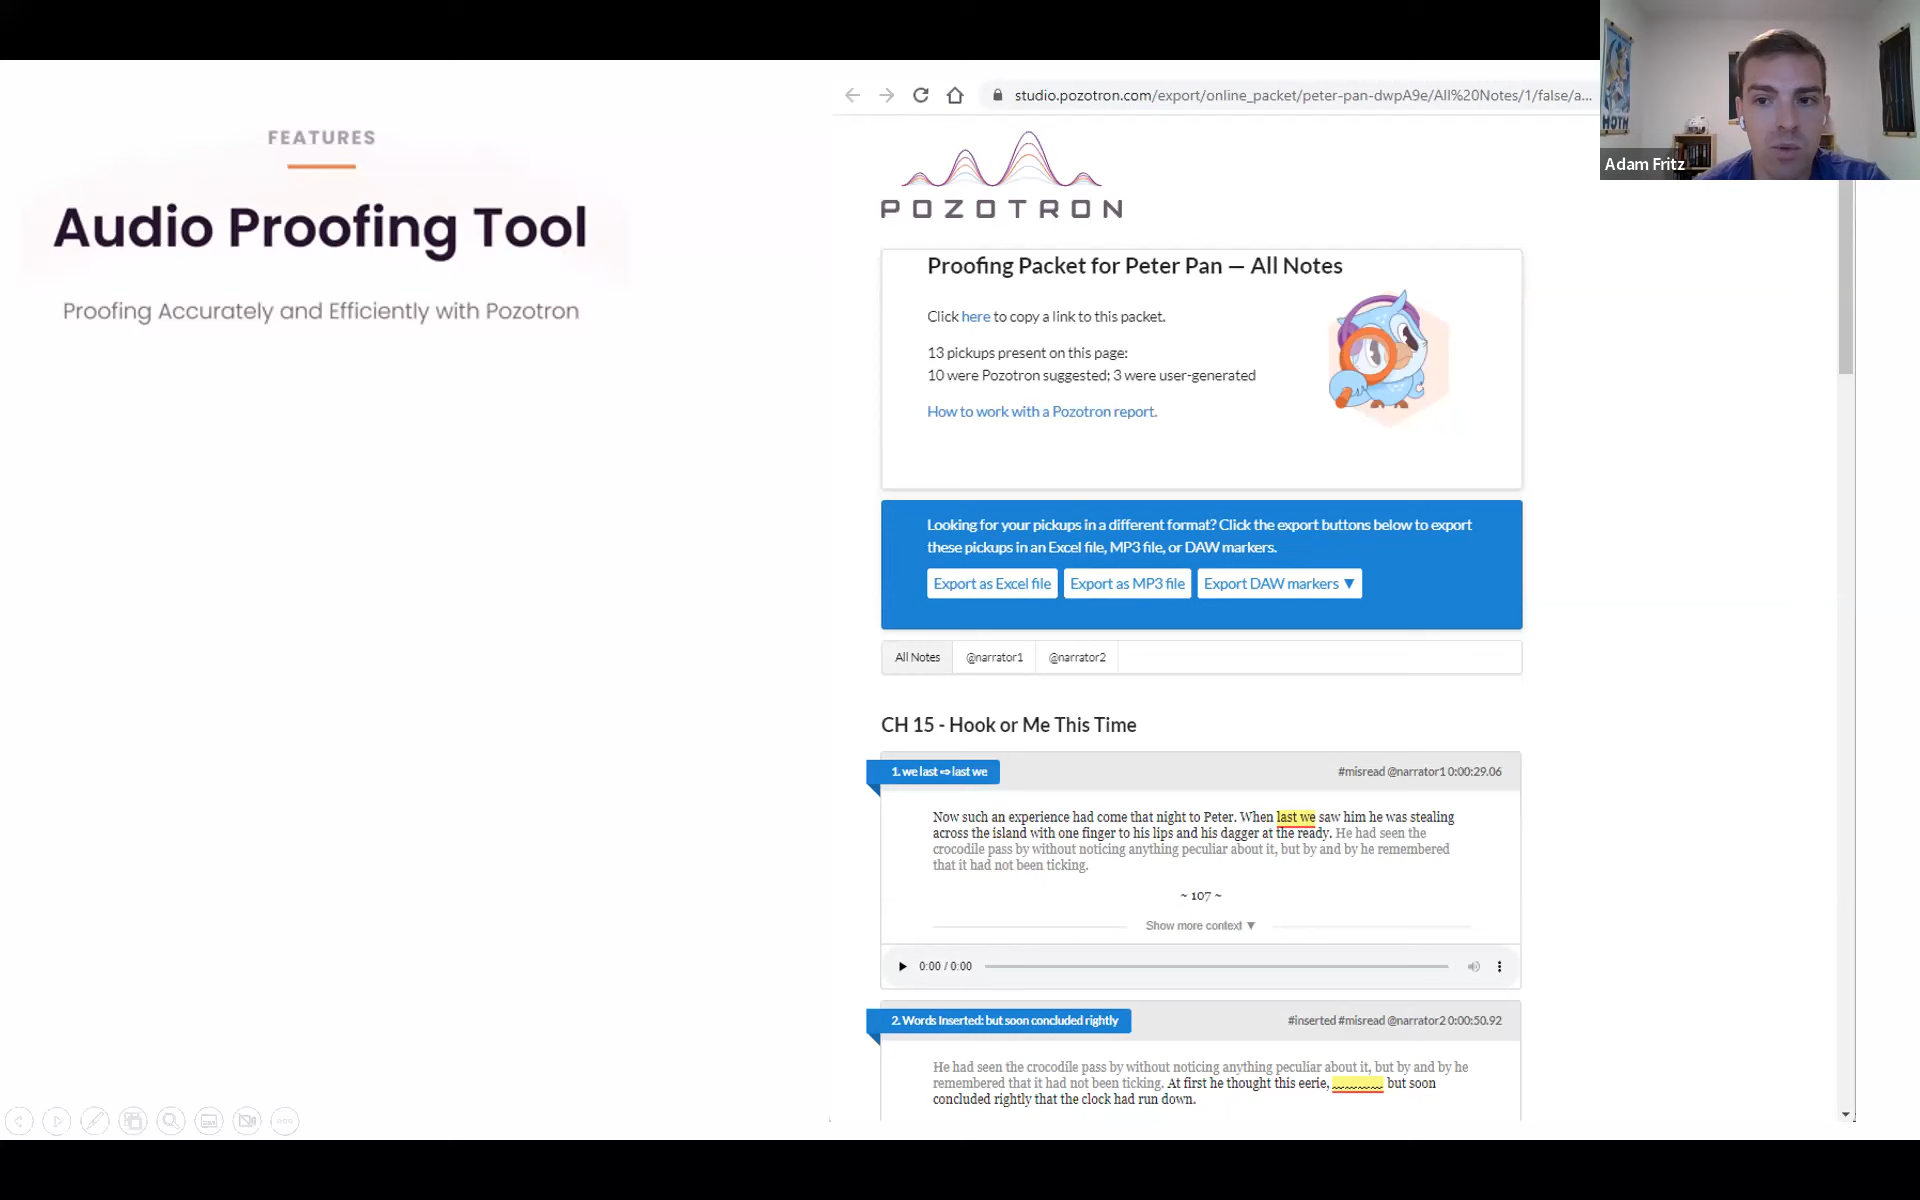 FEATURES
Audio Proofing Tool
Proofing Accurately and Efficiently with Pozotron
studio.pozotron.com/export/online_packet/peter-pan-dwpA9e/All%20Notes/1/false/a...
Adam Fritz
POZOTRON
Proofing Packet for Peter Pan — All Notes
Click here to copy a link to this packet.
13 pickups present on this page:
10 were Pozotron suggested; 3 were user-generated
How to work with a Pozotron report.
Looking for your pickups in a different format? Click the export buttons below to export
these pickups in an Excel file, MP3 file, or DAW markers.
Export as Excel file Export as MP3 file Export DAW markers ▼
All Notes @narrator1 @narrator2
CH 15 - Hook or Me This Time
1. we last ⇨ last we #misread @narrator1 0:00:29.06
Now such an experience had come that night to Peter. When last we saw him he was stealing
across the island with one finger to his lips and his dagger at the ready. He had seen the
crocodile pass by without noticing anything peculiar about it, but by and by he remembered
that it had not been ticking.
~ 107 ~
Show more context ▼
0:00 / 0:00
2. Words Inserted: but soon concluded rightly #inserted #misread @narrator2 0:00:50.92
He had seen the crocodile pass by without noticing anything peculiar about it, but by and by he
remembered that it had not been ticking. At first he thought this eerie, but soon
concluded rightly that the clock had run down.